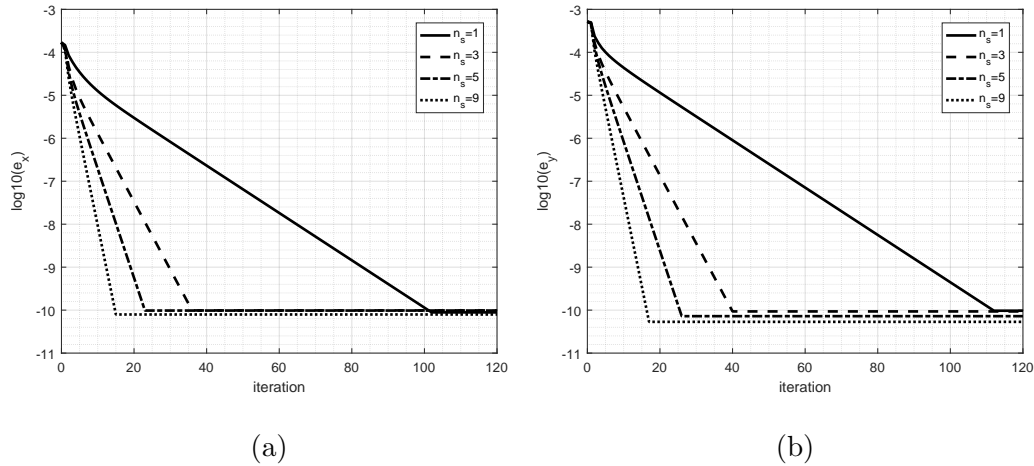 -3
-4
-5
-6
-7
-8
-9
-10
-11
log10(e_x)
0 20 40 60 80 100 120
iteration
n_s=1
n_s=3
n_s=5
n_s=9
(a)
-3
-4
-5
-6
-7
-8
-9
-10
-11
log10(e_y)
0 20 40 60 80 100 120
iteration
n_s=1
n_s=3
n_s=5
n_s=9
(b)